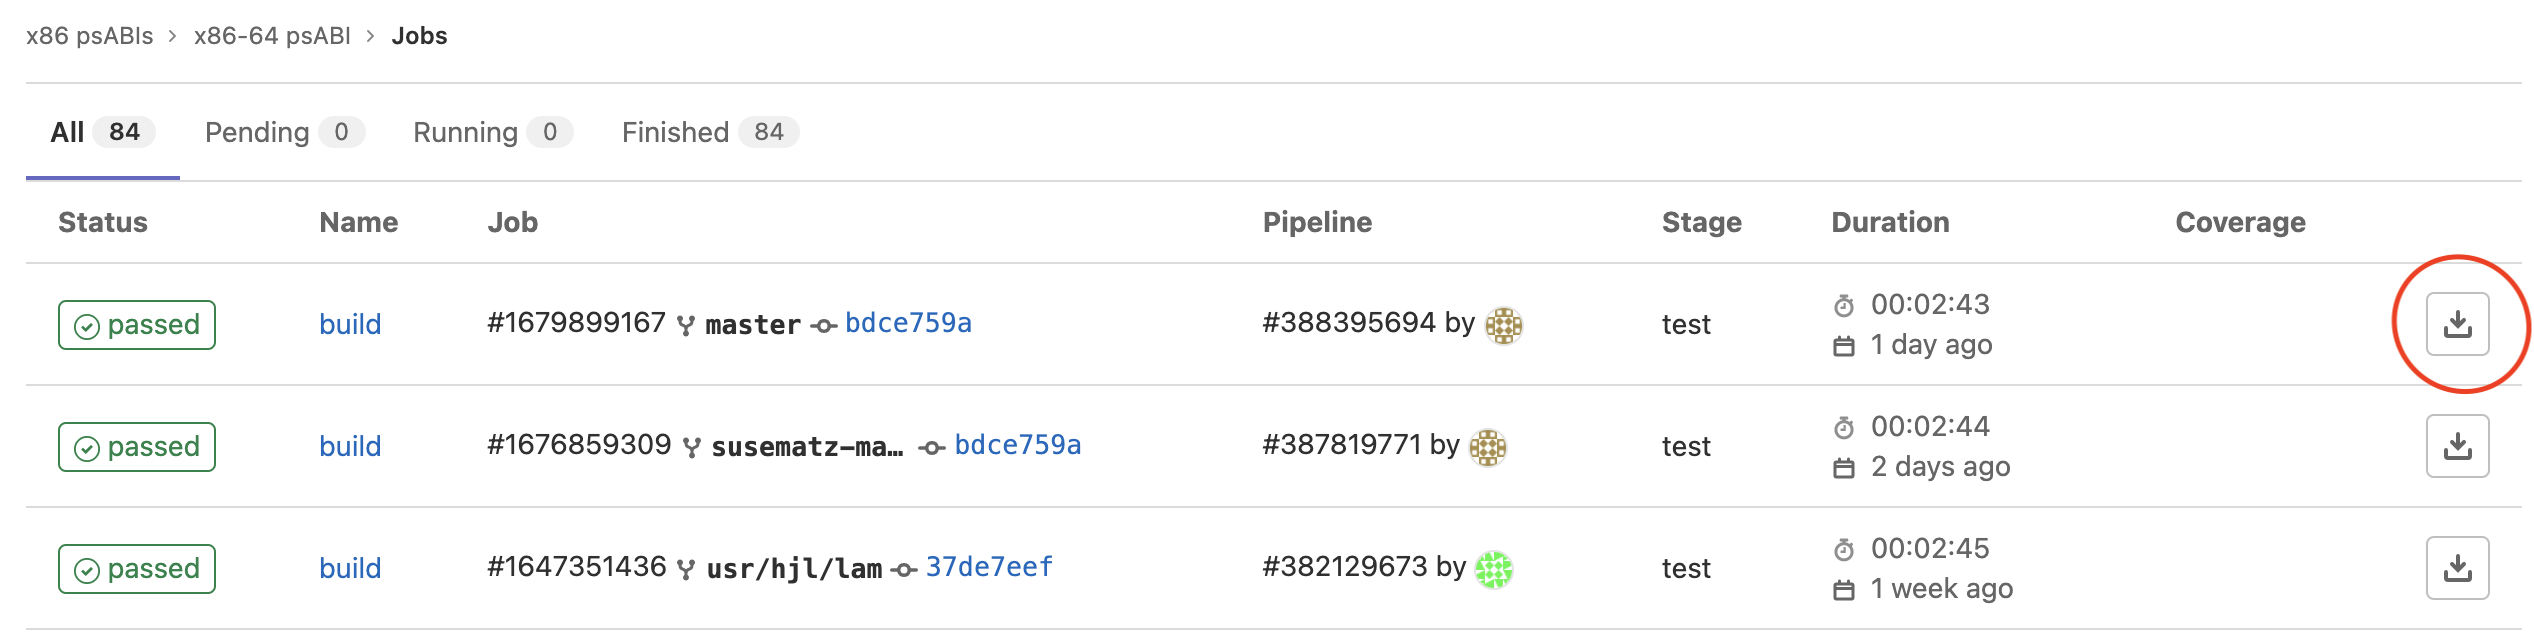 x86 psABIs > x86-64 psABI > Jobs
All 84 Pending 0 Running 0 Finished 84
Status Name Job Pipeline Stage Duration Coverage
passed build #1679899167 master bdce759a #388395694 by test 00:02:43
1 day ago
passed build #1676859309 susematz-ma… bdce759a #387819771 by test 00:02:44
2 days ago
passed build #1647351436 usr/hjl/lam 37de7eef #382129673 by test 00:02:45
1 week ago